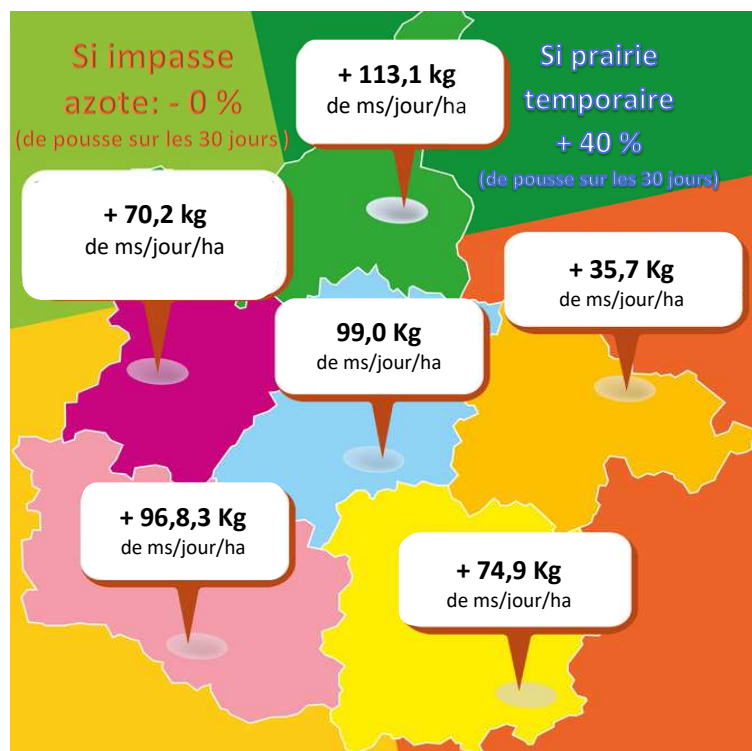 Si impasse
azote: - 0 %
(de pousse sur les 30 jours )
+ 113,1 kg
de ms/jour/ha
Si prairie
temporaire
+ 40 %
(de pousse sur les 30 jours)
+ 70,2 kg
de ms/jour/ha
+ 35,7 Kg
de ms/jour/ha
99,0 Kg
de ms/jour/ha
+ 96,8,3 Kg
de ms/jour/ha
+ 74,9 Kg
de ms/jour/ha